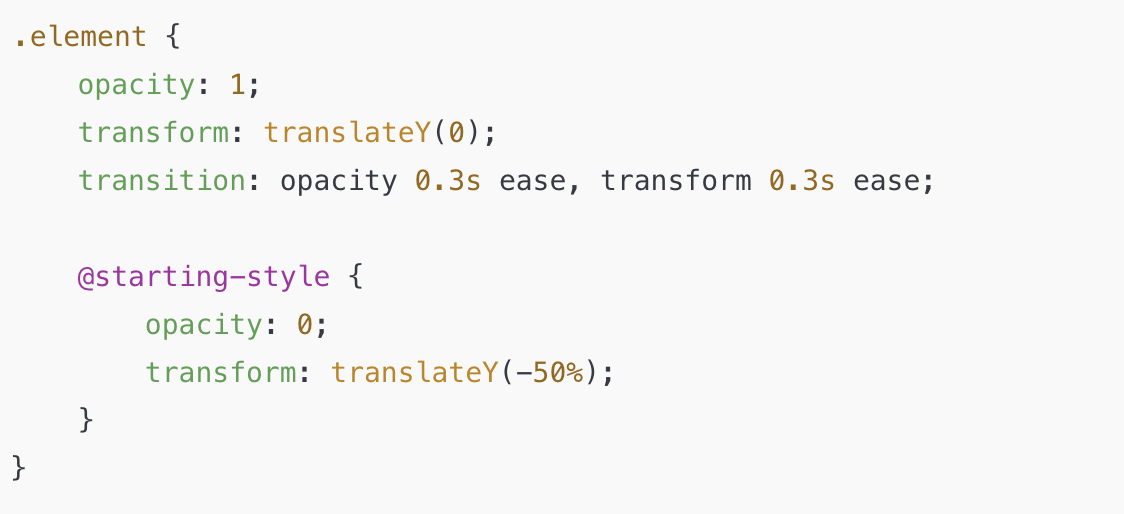 .element {
    opacity: 1;
    transform: translateY(0);
    transition: opacity 0.3s ease, transform 0.3s ease;

    @starting-style {
        opacity: 0;
        transform: translateY(-50%);
    }
}